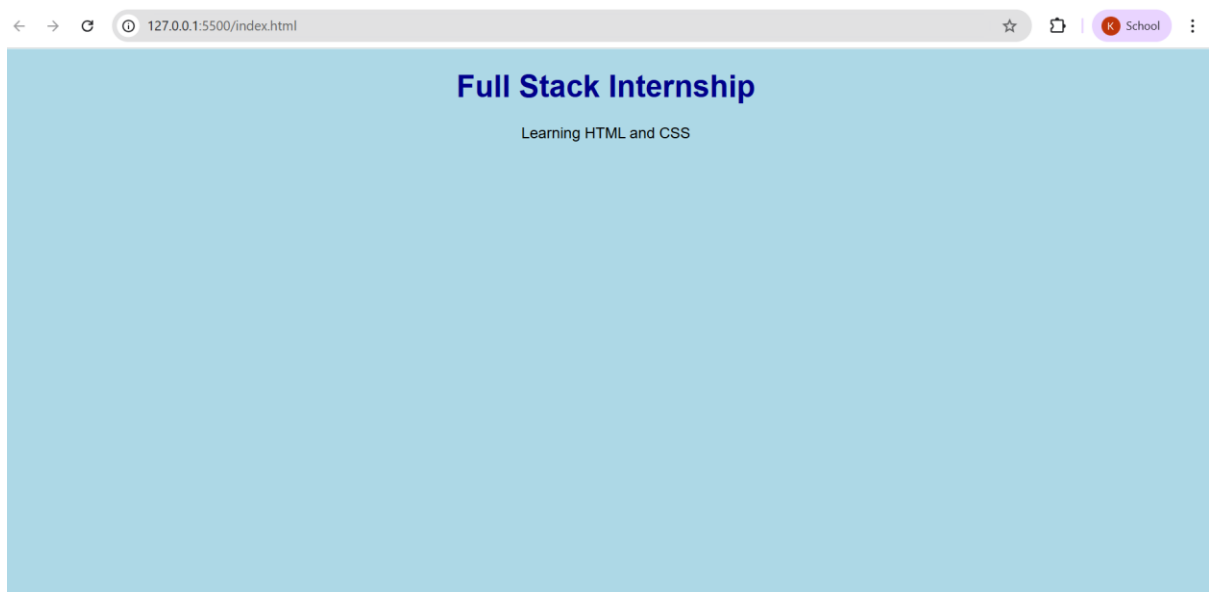 127.0.0.1:5500/index.html
K School
Full Stack Internship
Learning HTML and CSS